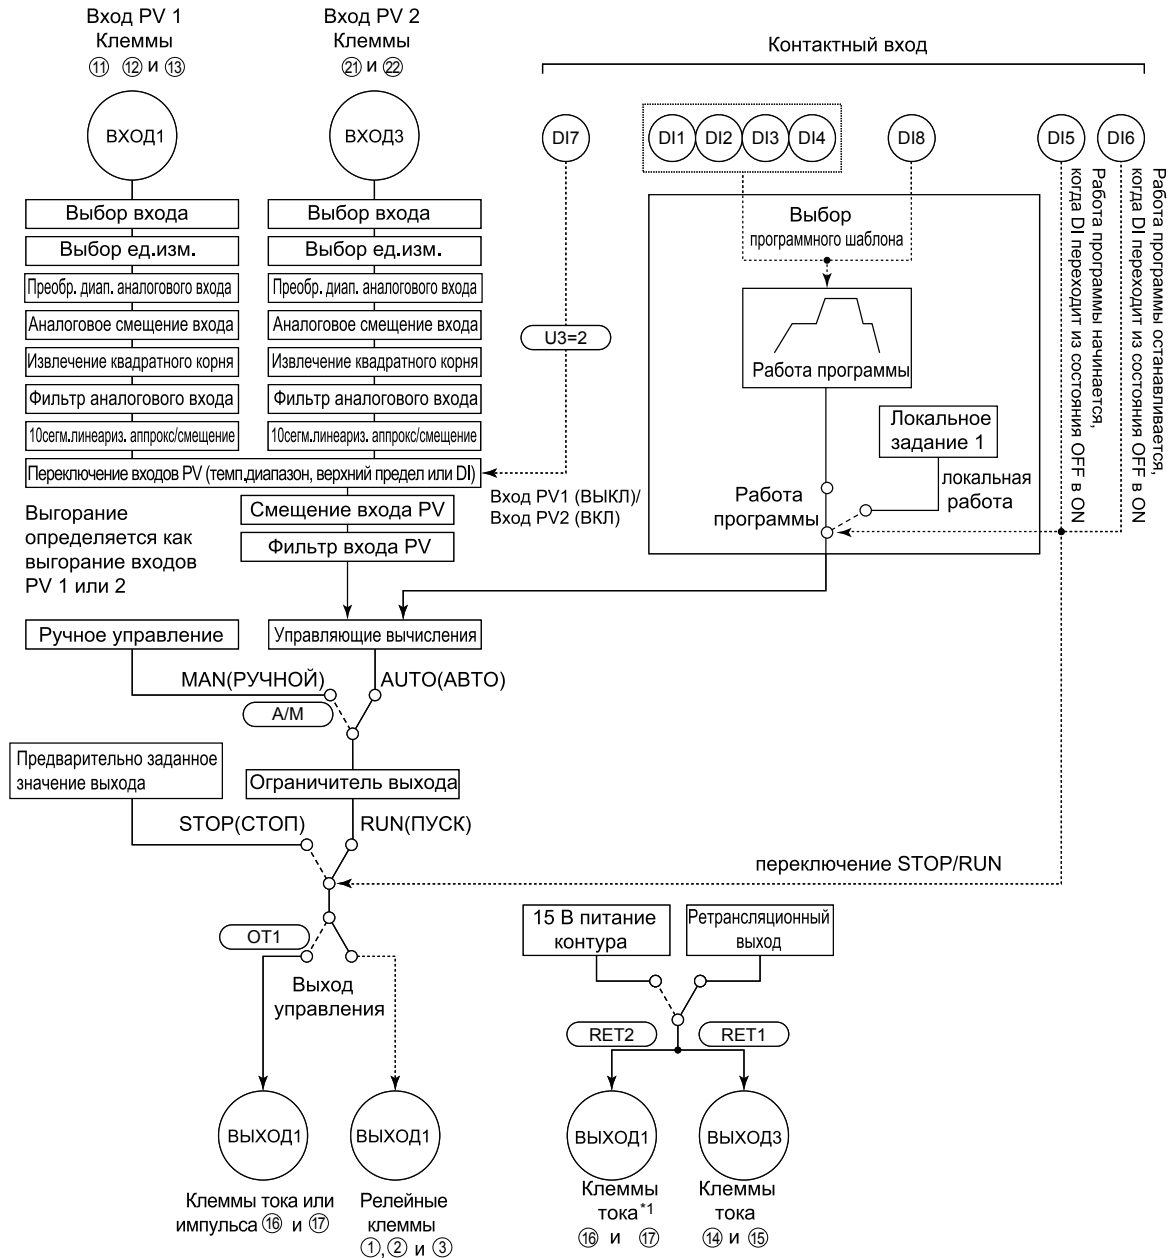 Вход PV 1
Клеммы
⑪ ⑫ и ⑬
Вход PV 2
Клеммы
㉑ и ㉒
Контактный вход
ВХОД1
ВХОД3
DI7
DI1
DI2
DI3
DI4
DI8
DI5
DI6
Работа программы начинается,
когда DI переходит из состояния OFF в ON
Работа программы останавливается,
когда DI переходит из состояния OFF в ON
Выбор входа
Выбор ед.изм.
Преобр. диап. аналогового входа
Аналоговое смещение входа
Извлечение квадратного корня
Фильтр аналогового входа
10сегм.линеариз. аппрокс/смещение
Выбор входа
Выбор ед.изм.
Преобр. диап. аналогового входа
Аналоговое смещение входа
Извлечение квадратного корня
Фильтр аналогового входа
10сегм.линеариз. аппрокс/смещение
U3=2
Выбор
программного шаблона
Работа программы
Локальное
задание 1
локальная
работа
Работа
программы
Переключение входов PV (темп.диапазон, верхний предел или DI)
Вход PV1 (ВЫКЛ)/
Вход PV2 (ВКЛ)
Смещение входа PV
Фильтр входа PV
Выгорание
определяется как
выгорание входов
PV 1 или 2
Ручное управление
Управляющие вычисления
MAN(РУЧНОЙ)
AUTO(АВТО)
A/M
Предварительно заданное
значение выхода
Ограничитель выхода
STOP(СТОП)
RUN(ПУСК)
переключение STOP/RUN
OT1
Выход
управления
15 В питание
контура
Ретрансляционный
выход
RET2
RET1
ВЫХОД1
ВЫХОД1
ВЫХОД1
ВЫХОД3
Клеммы тока или
импульса ⑯ и ⑰
Релейные
клеммы
①, ② и ③
Клеммы
тока*1
⑯ и ⑰
Клеммы
тока
⑭ и ⑮